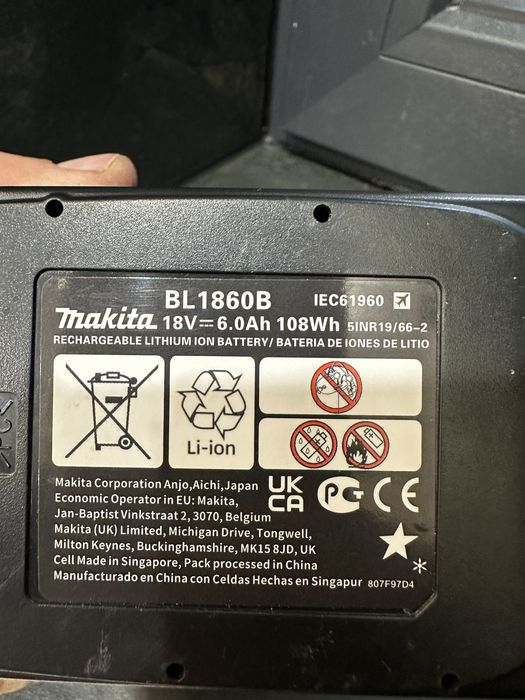 BL1860B IEC61960
makita 18V⎓6.0Ah 108Wh 5INR19/66-2
RECHARGEABLE LITHIUM ION BATTERY/ BATERIA DE IONES DE LITIO
Li-ion
Makita Corporation Anjo,Aichi,Japan
Economic Operator in EU: Makita,
Jan-Baptist Vinkstraat 2, 3070, Belgium
Makita (UK) Limited, Michigan Drive, Tongwell,
Milton Keynes, Buckinghamshire, MK15 8JD, UK
Cell Made in Singapore, Pack processed in China
Manufacturado en China con Celdas Hechas en Singapur 807F97D4
UK
CA
PC CE